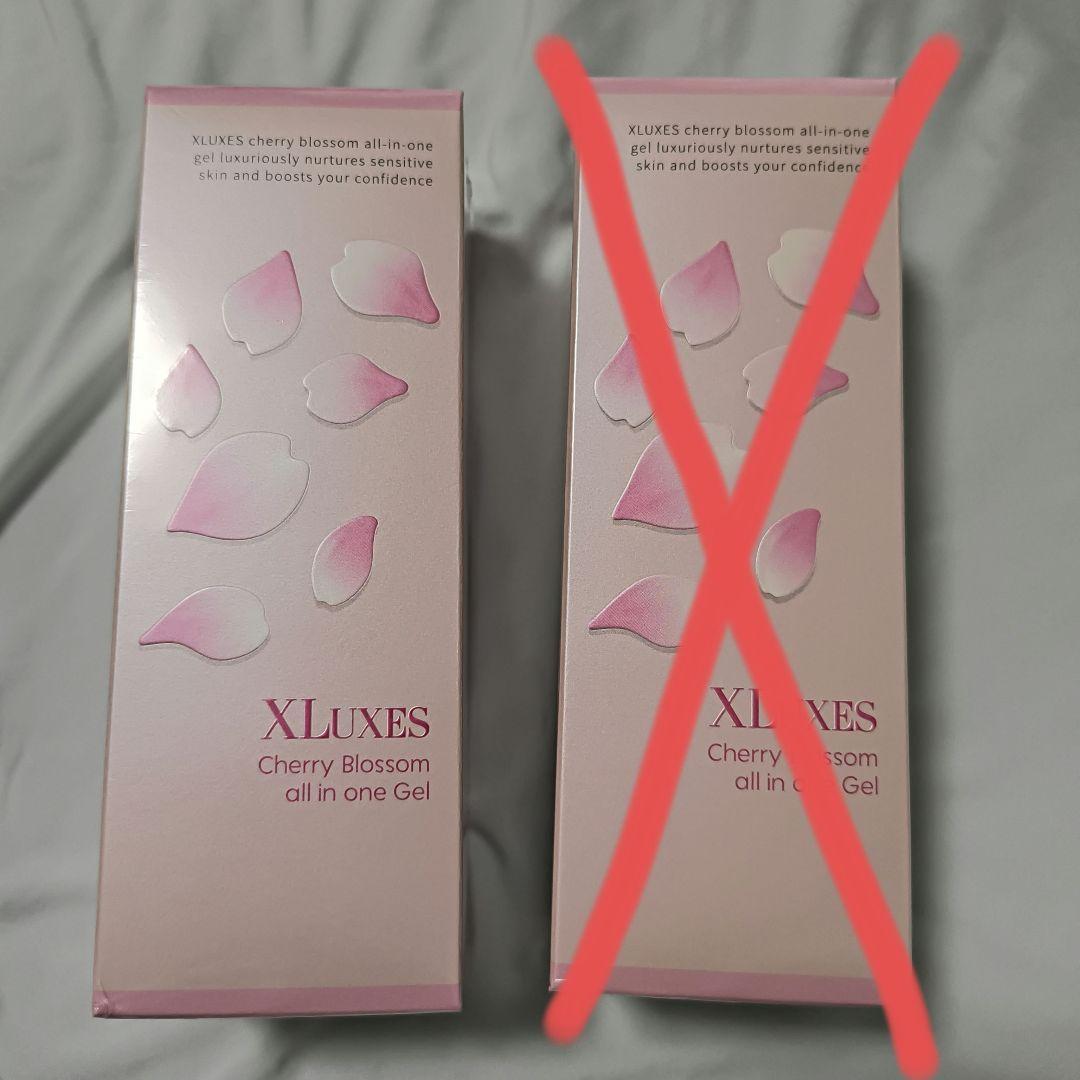 XLUXES cherry blossom all-in-one
gel luxuriously nurtures sensitive
skin and boosts your confidence
XLUXES
Cherry Blossom
all in one Gel
XLUXES cherry blossom all-in-one
gel luxuriously nurtures sensitive
skin and boosts your confidence
XLUXES
Cherry Blossom
all in one Gel